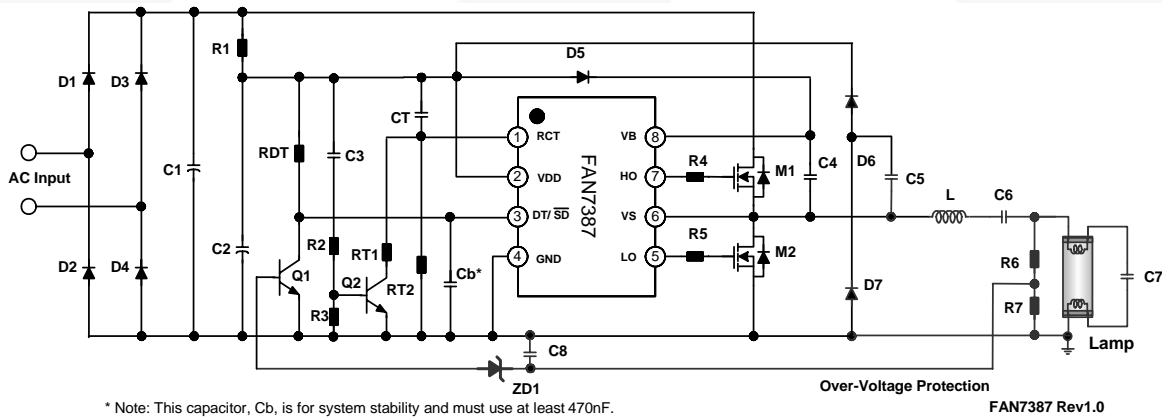 R1
D5
D1
D3
CT
1
RCT
VB
8
RDT
C3
FAN7387
R4
D6
C5
AC Input
C1
2
VDD
HO
7
M1
C4
L
C6
3
DT/ SD
VS
6
R5
C2
R2
RT1
4
GND
LO
5
M2
R6
C7
D2
D4
Q1
Q2
RT2
Cb*
D7
R7
R3
C8
Lamp
ZD1
Over-Voltage Protection
* Note: This capacitor, Cb, is for system stability and must use at least 470nF.
FAN7387 Rev1.0